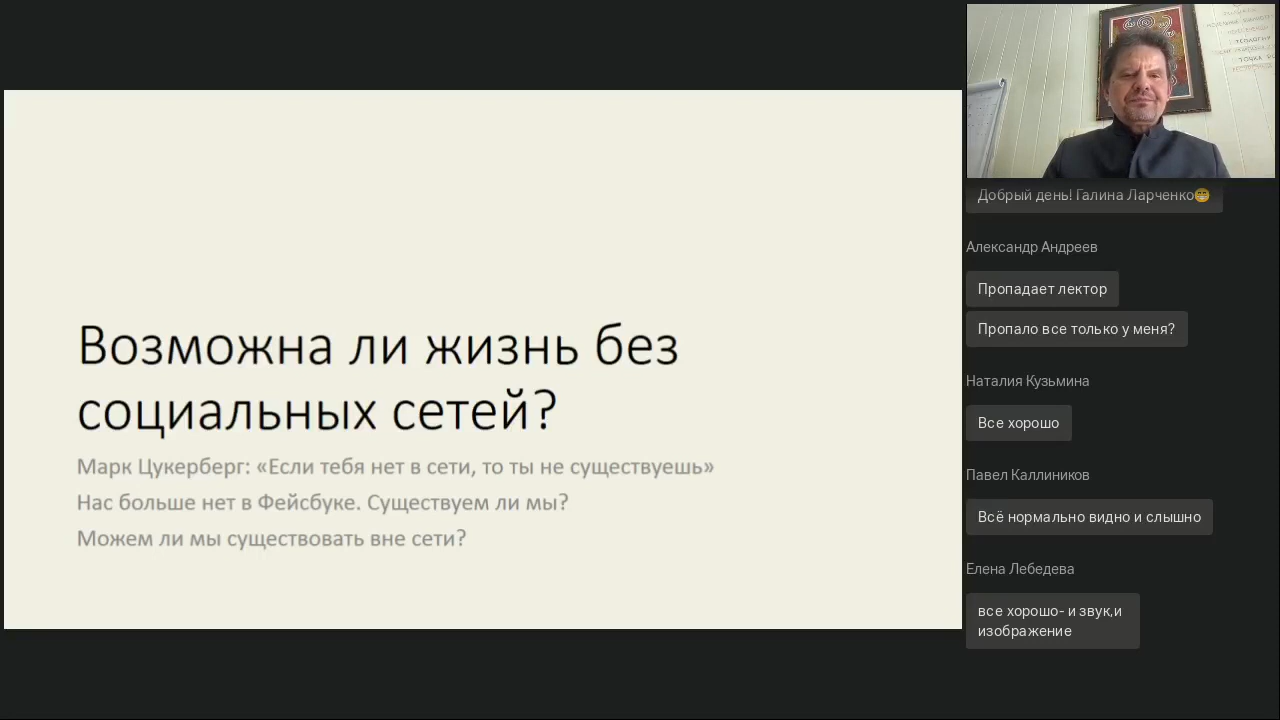 Возможна ли жизнь без
социальных сетей?
Марк Цукерберг: «Если тебя нет в сети, то ты не существуешь»
Нас больше нет в Фейсбуке. Существуем ли мы?
Можем ли мы существовать вне сети?
ТЕОЛОГИИ
Добрый день! Галина Ларченко😁
Александр Андреев
Пропадает лектор
Пропало все только у меня?
Наталия Кузьмина
Все хорошо
Павел Каллиников
Всё нормально видно и слышно
Елена Лебедева
все хорошо- и звук,и
изображение